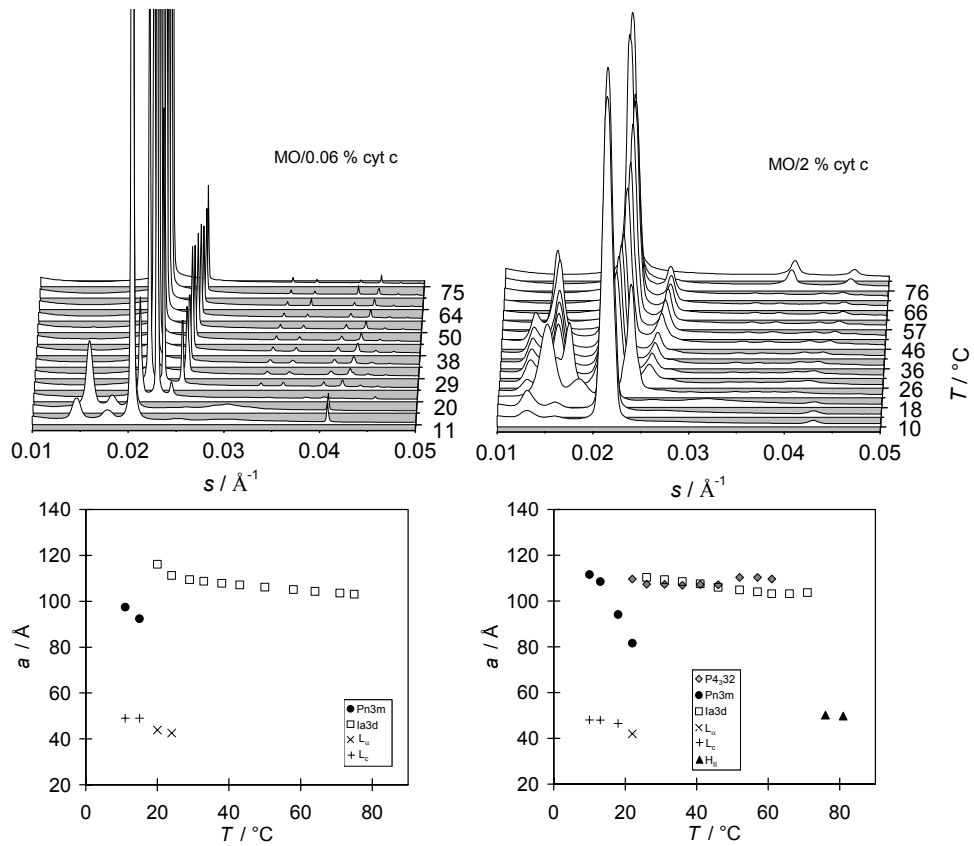 MO/0.06 % cyt c
75
64
50
38
29
20
11
0.01 0.02 0.03 0.04 0.05
s / Å-1
MO/2 % cyt c
76
66
57
46
36
26
18
10
T / °C
0.01 0.02 0.03 0.04 0.05
s / Å-1
140
120
100
80
60
40
20
a / Å
0 20 40 60 80
T / °C
Pn3m
Ia3d
Lα
Lc
140
120
100
80
60
40
20
a / Å
0 20 40 60 80
T / °C
P4332
Pn3m
Ia3d
Lα
Lc
HII